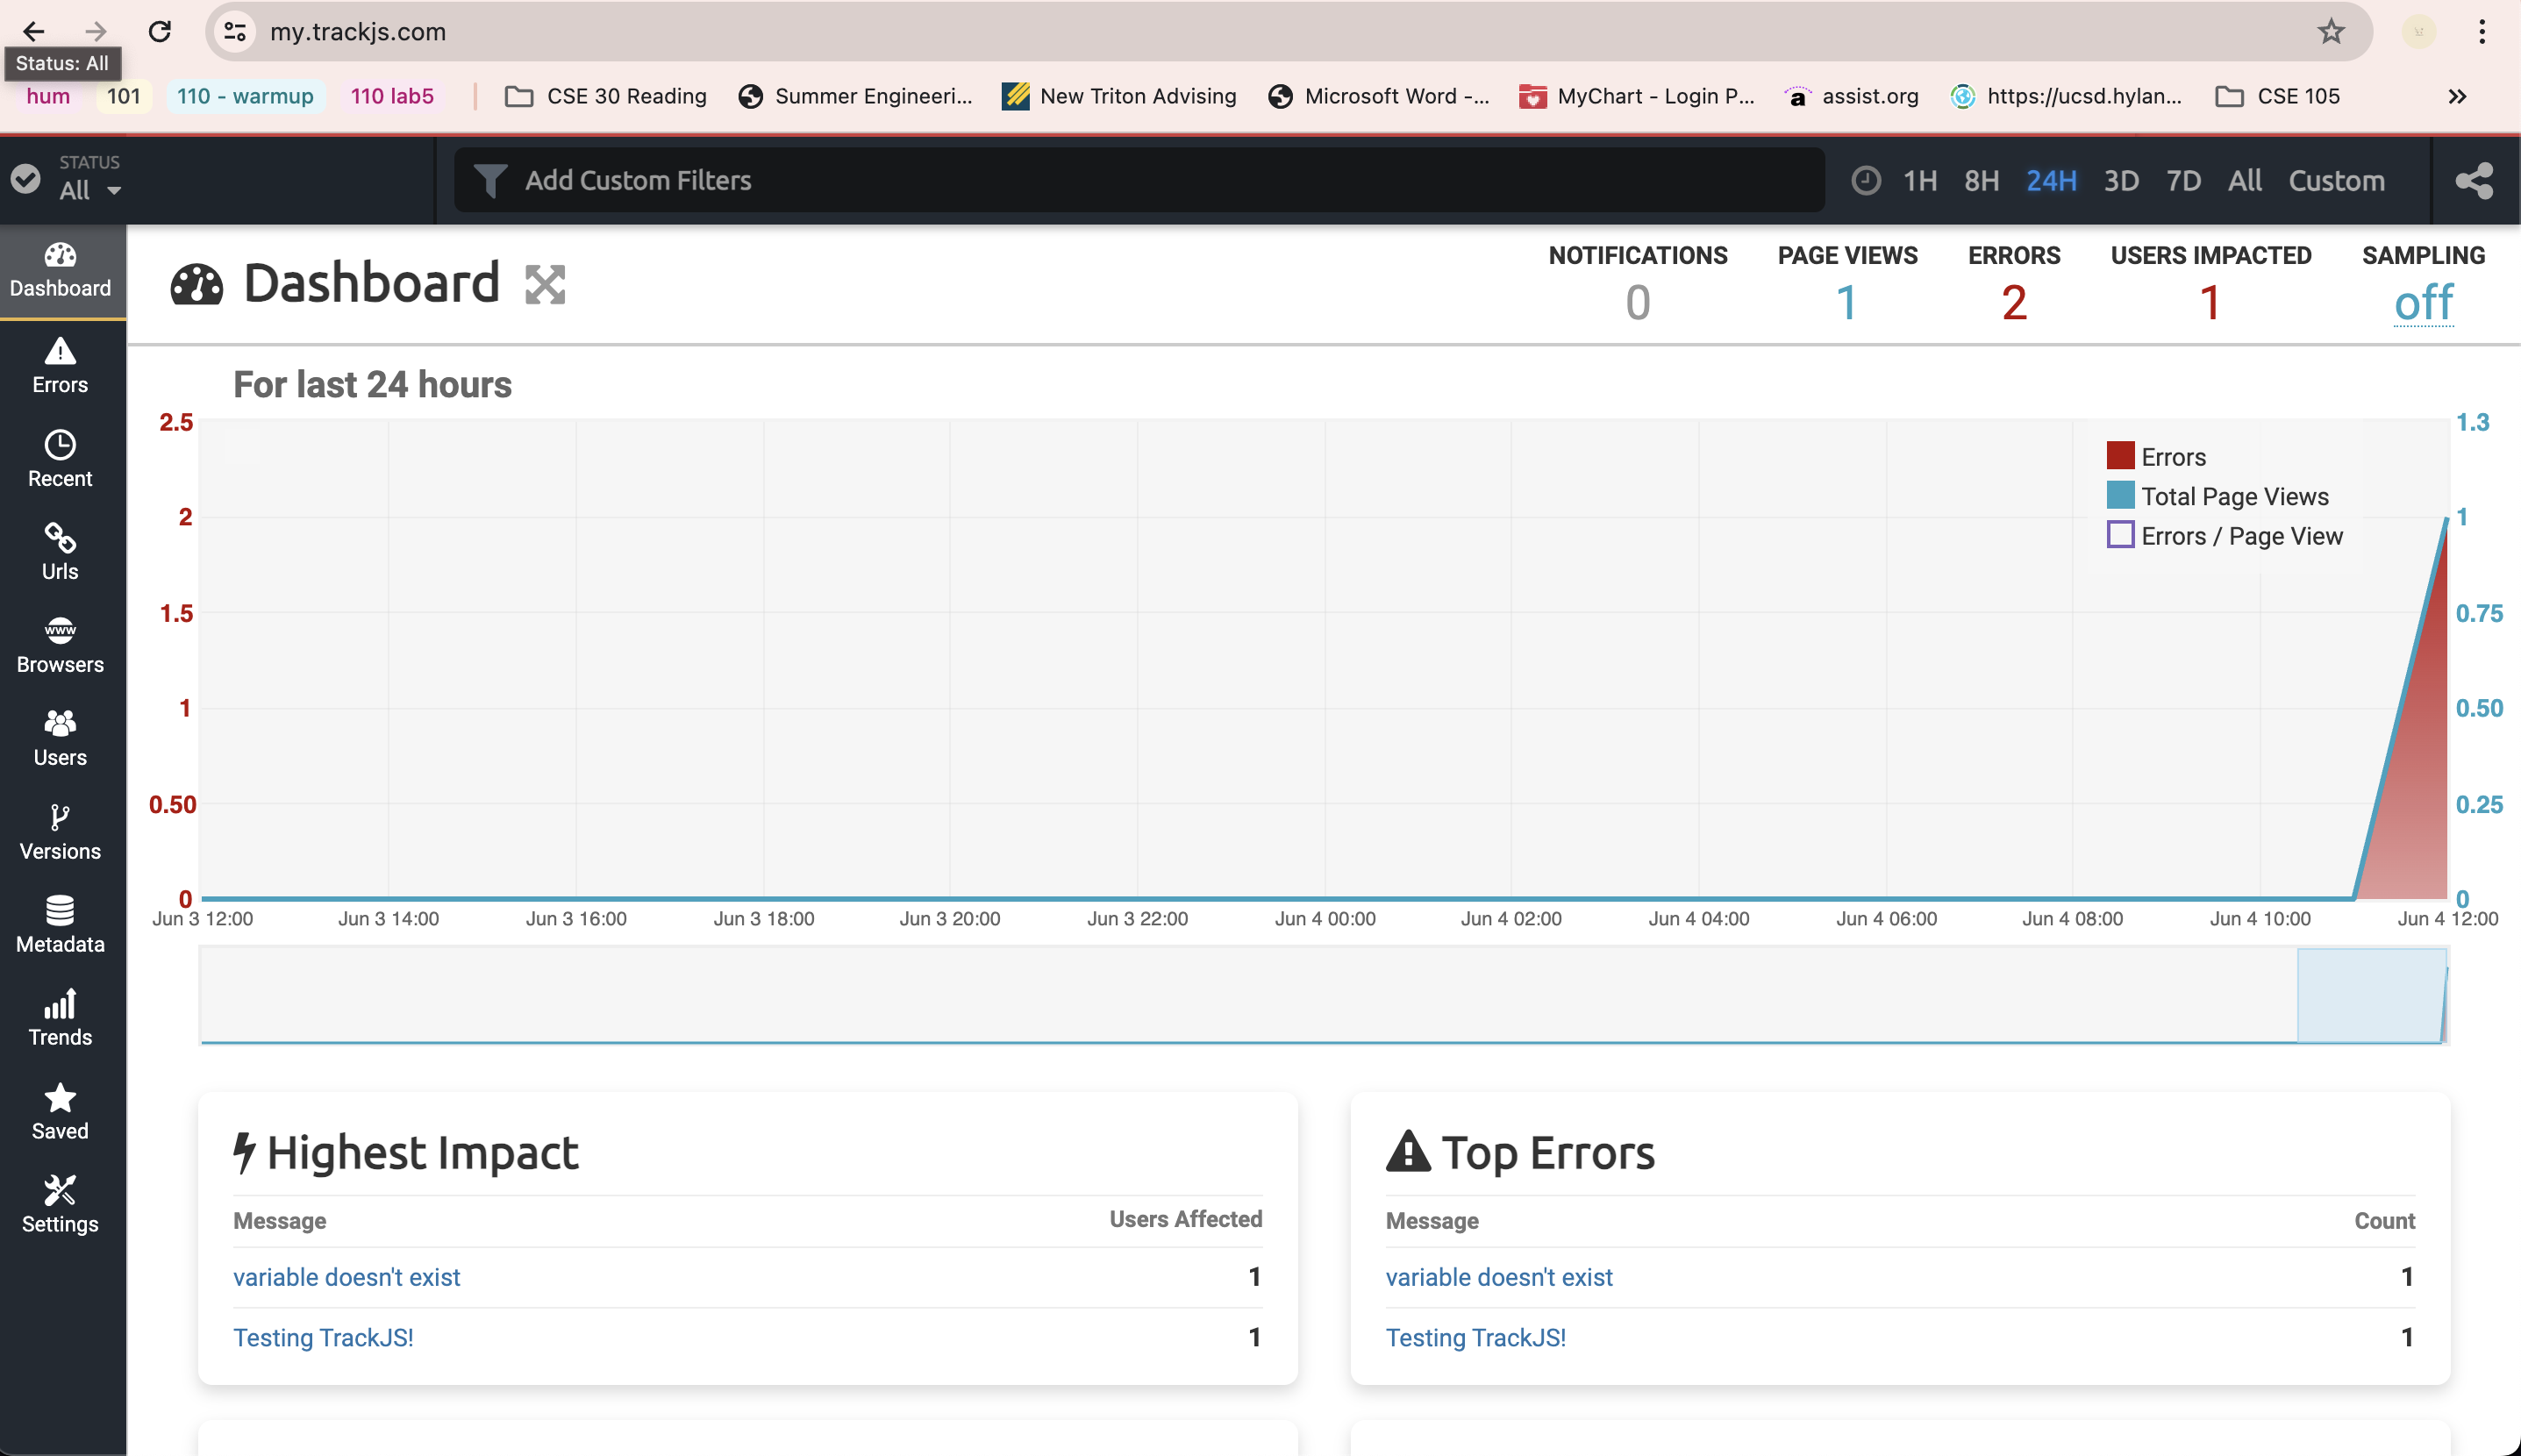 my.trackjs.com
Status: All
hum
101
110 - warmup
110 lab5
CSE 30 Reading
Summer Engineeri...
New Triton Advising
Microsoft Word -...
MyChart - Login P...
assist.org
https://ucsd.hylan...
CSE 105
STATUS
All
Add Custom Filters
1H
8H
24H
3D
7D
All
Custom
Dashboard
Errors
Recent
Urls
Browsers
Users
Versions
Metadata
Trends
Saved
Settings
Dashboard
NOTIFICATIONS
0
PAGE VIEWS
1
ERRORS
2
USERS IMPACTED
1
SAMPLING
off
For last 24 hours
2.5
2
1.5
1
0.50
0
1.3
1
0.75
0.50
0.25
0
Errors
Total Page Views
Errors / Page View
Jun 3 12:00
Jun 3 14:00
Jun 3 16:00
Jun 3 18:00
Jun 3 20:00
Jun 3 22:00
Jun 4 00:00
Jun 4 02:00
Jun 4 04:00
Jun 4 06:00
Jun 4 08:00
Jun 4 10:00
Jun 4 12:00
Highest Impact
Message Users Affected
variable doesn't exist 1
Testing TrackJS! 1
Top Errors
Message Count
variable doesn't exist 1
Testing TrackJS! 1